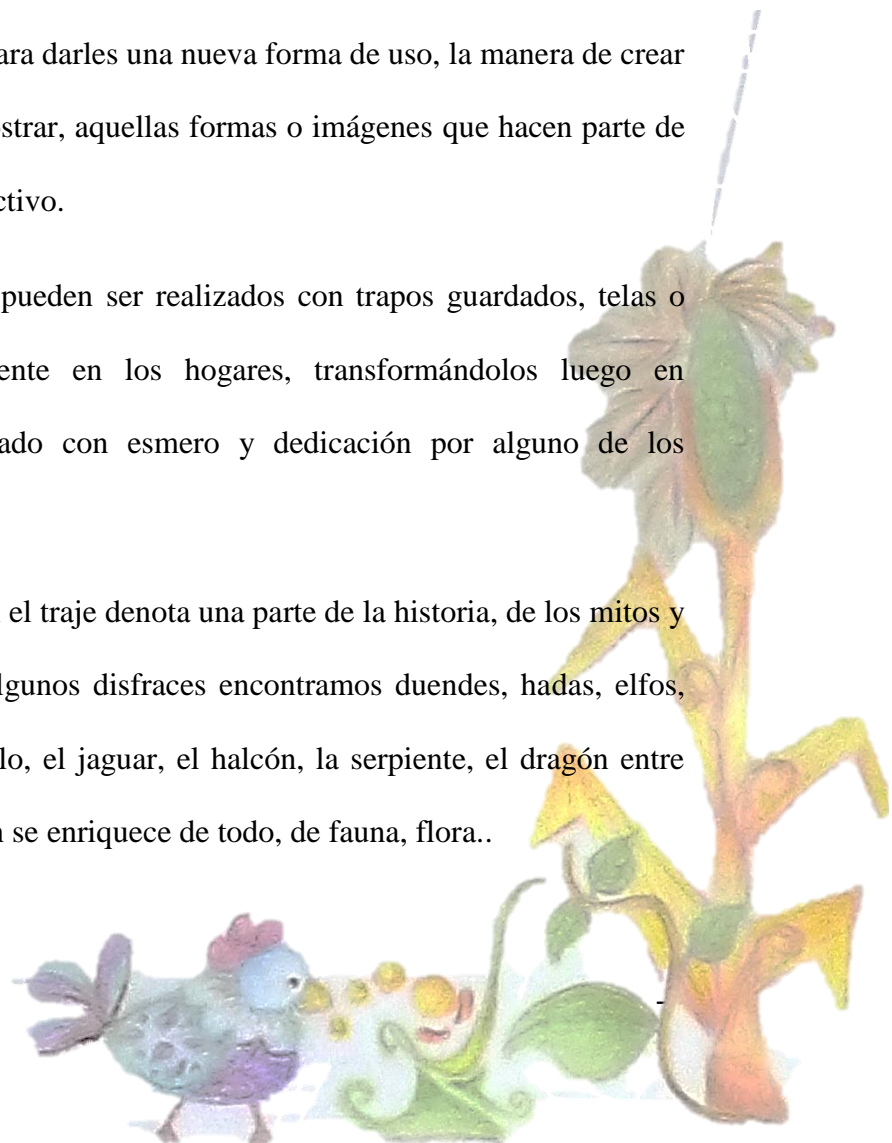 ara darles una nueva forma de uso, la manera de crear
ostrar, aquellas formas o imágenes que hacen parte de
ctivo.
pueden ser realizados con trapos guardados, telas o
ente en los hogares, transformándolos luego en
ado con esmero y dedicación por alguno de los
el traje denota una parte de la historia, de los mitos y
lgunos disfraces encontramos duendes, hadas, elfos,
lo, el jaguar, el halcón, la serpiente, el dragón entre
n se enriquece de todo, de fauna, flora..
-